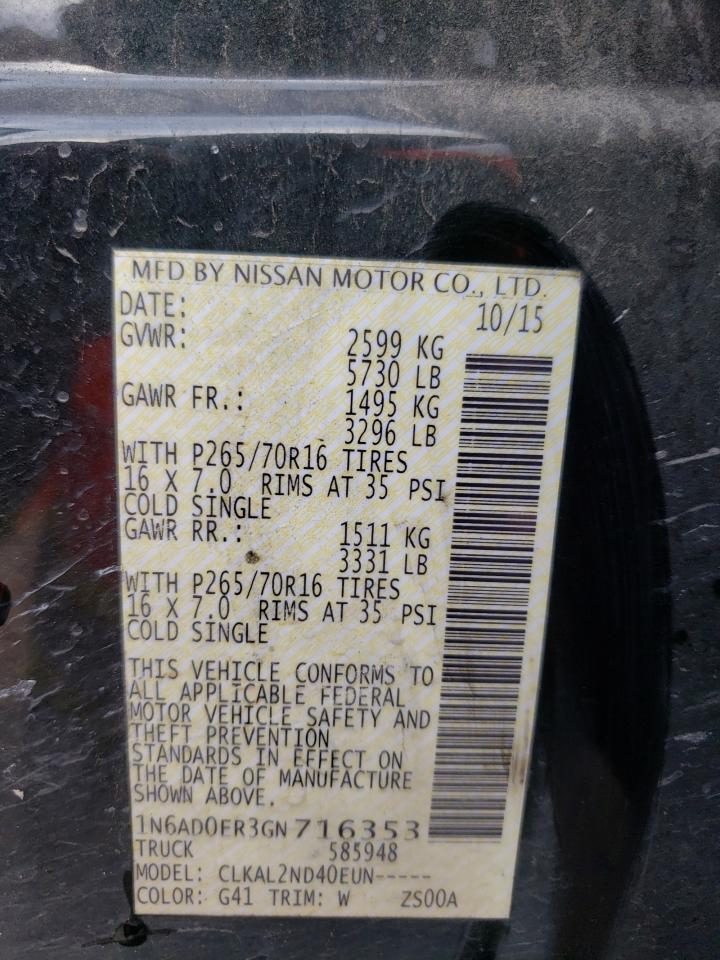 MFD BY NISSAN MOTOR CO., LTD.
DATE: 10/15
GVWR: 2599 KG
5730 LB
GAWR FR.: 1495 KG
3296 LB
WITH P265/70R16 TIRES
16 X 7.0 RIMS AT 35 PSI
COLD SINGLE
GAWR RR.: 1511 KG
3331 LB
WITH P265/70R16 TIRES
16 X 7.0 RIMS AT 35 PSI
COLD SINGLE
THIS VEHICLE CONFORMS TO
ALL APPLICABLE FEDERAL
MOTOR VEHICLE SAFETY AND
THEFT PREVENTION
STANDARDS IN EFFECT ON
THE DATE OF MANUFACTURE
SHOWN ABOVE.
1N6AD0ER3GN716353
TRUCK 585948
MODEL: CLKAL2ND40EUN-----
COLOR: G41 TRIM: W ZS00A